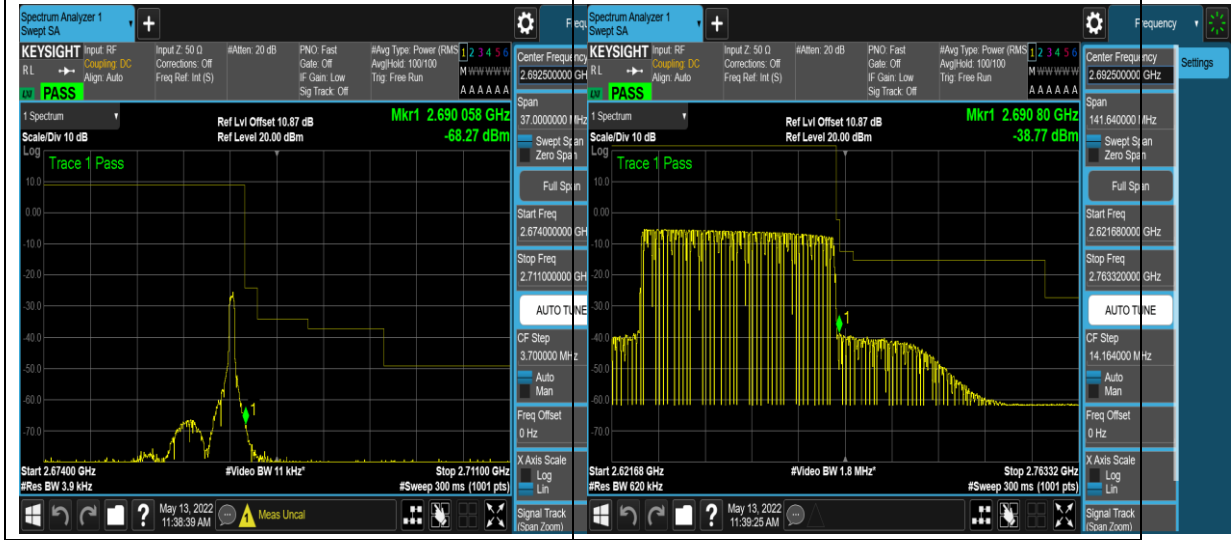 Spectrum Analyzer 1
Swept SA
+
Frequ
KEYSIGHT
RL
Input: RF
Coupling: DC
Align: Auto
Input Z: 50 Ω
Corrections: Off
Freq Ref: Int (S)
#Atten: 20 dB
PNO: Fast
Gate: Off
IF Gain: Low
Sig Track: Off
#Avg Type: Power (RMS
Avg|Hold: 100/100
Trig: Free Run
1 2 3 4 5 6
M W W W W W
A A A A A A
PASS
1 Spectrum
Scale/Div 10 dB
Log
Ref Lvl Offset 10.87 dB
Ref Level 20.00 dBm
Mkr1 2.690 058 GHz
-68.27 dBm
Trace 1 Pass
10.0
0.00
-10.0
-20.0
-30.0
-40.0
-50.0
-60.0
-70.0
1
Start 2.67400 GHz
#Res BW 3.9 kHz
#Video BW 11 kHz*
Stop 2.71100 GHz
#Sweep 300 ms (1001 pts)
Center Frequency
2.692500000 GHz
Span
37.0000000 MHz
Swept Span
Zero Span
Full Span
Start Freq
2.674000000 GH
Stop Freq
2.711000000 GH
AUTO TUNE
CF Step
3.700000 MHz
Auto
Man
Freq Offset
0 Hz
X Axis Scale
Log
Lin
Signal Track
(Span Zoom)
?
May 13, 2022
11:38:39 AM
Meas Uncal
Spectrum Analyzer 1
Swept SA
+
Frequency
Settings
KEYSIGHT
RL
Input: RF
Coupling: DC
Align: Auto
Input Z: 50 Ω
Corrections: Off
Freq Ref: Int (S)
#Atten: 20 dB
PNO: Fast
Gate: Off
IF Gain: Low
Sig Track: Off
#Avg Type: Power (RMS
Avg|Hold: 100/100
Trig: Free Run
1 2 3 4 5 6
M W W W W W
A A A A A A
PASS
1 Spectrum
Scale/Div 10 dB
Log
Ref Lvl Offset 10.87 dB
Ref Level 20.00 dBm
Mkr1 2.690 80 GHz
-38.77 dBm
Trace 1 Pass
10.0
0.00
-10.0
-20.0
-30.0
-40.0
-50.0
-60.0
-70.0
1
Start 2.62168 GHz
#Res BW 620 kHz
#Video BW 1.8 MHz*
Stop 2.76332 GHz
#Sweep 300 ms (1001 pts)
Center Frequency
2.692500000 GHz
Span
141.640000 MHz
Swept Span
Zero Span
Full Span
Start Freq
2.621680000 GHz
Stop Freq
2.763320000 GHz
AUTO TUNE
CF Step
14.164000 MHz
Auto
Man
Freq Offset
0 Hz
X Axis Scale
Log
Lin
Signal Track
(Span Zoom)
?
May 13, 2022
11:39:25 AM